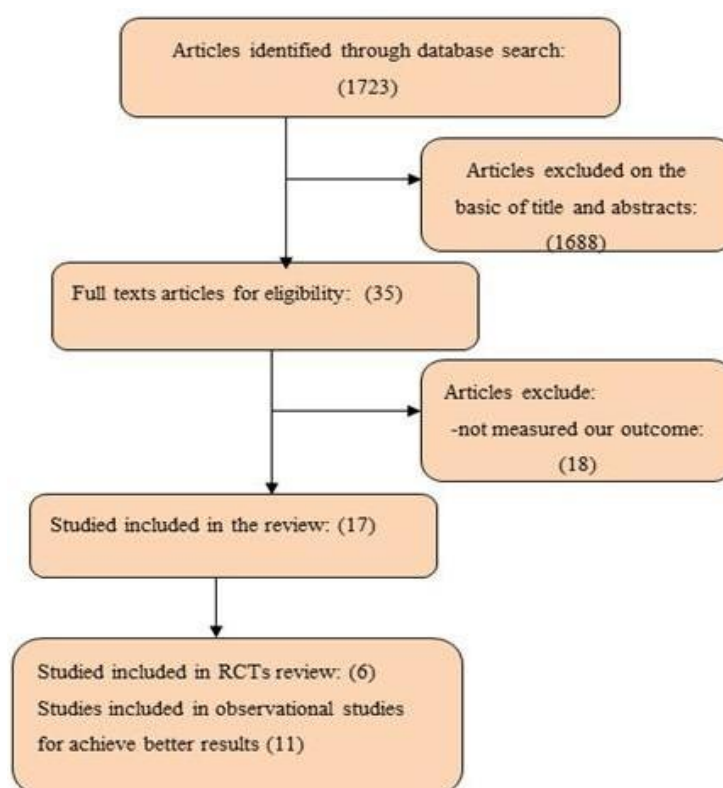 Articles identified through database search:
(1723)
Articles excluded on the
basic of title and abstracts:
(1688)
Full texts articles for eligibility: (35)
Articles exclude:
-not measured our outcome:
(18)
Studied included in the review: (17)
Studied included in RCTs review: (6)
Studies included in observational studies
for achieve better results (11)